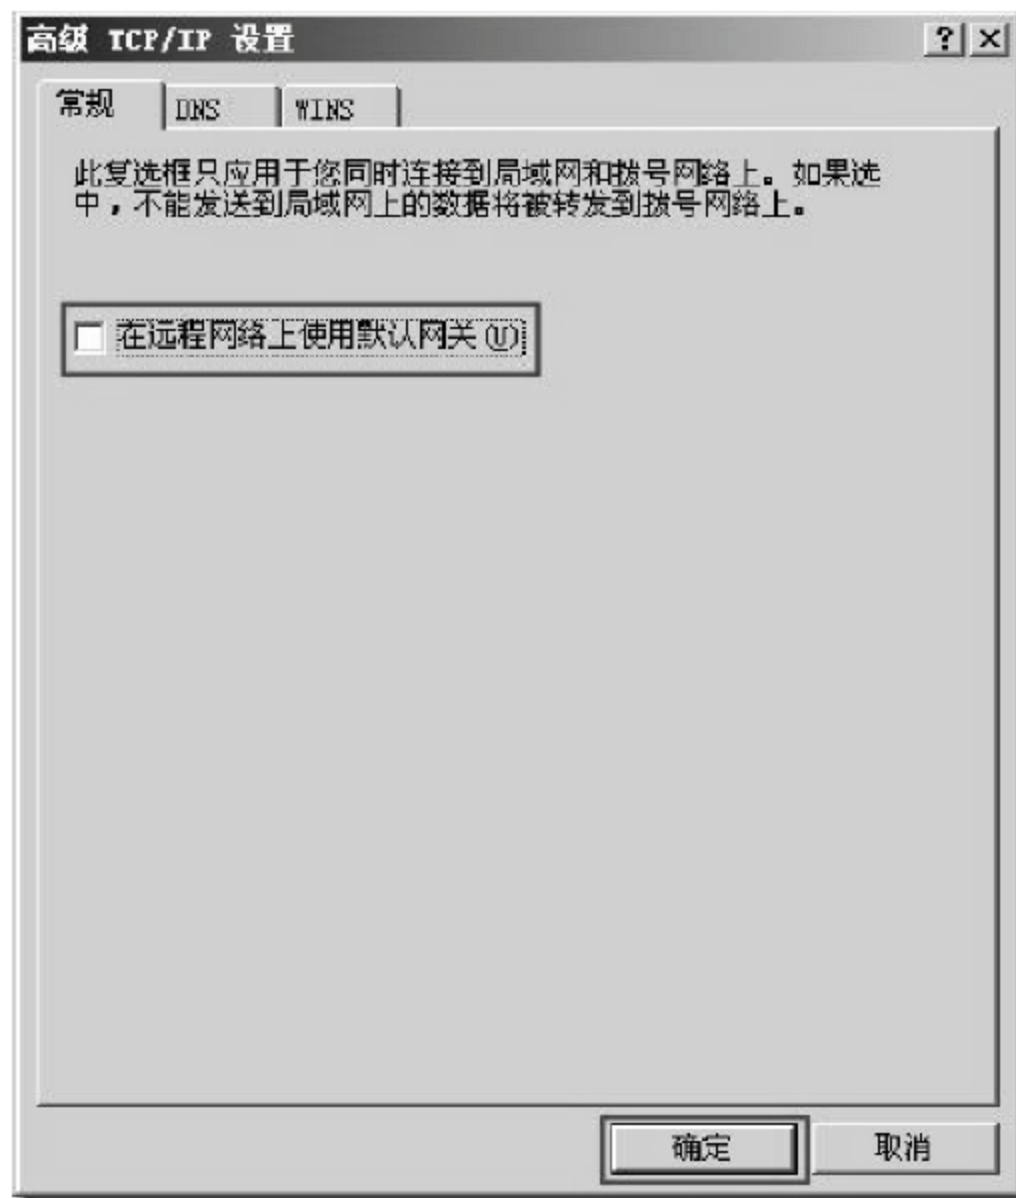 高级 TCP/IP 设置
常规 DNS WINS
此复选框只应用于您同时连接到局域网和拨号网络上。如果选
中，不能发送到局域网上的数据将被转发到拨号网络上。
在远程网络上使用默认网关(U)
确定 取消